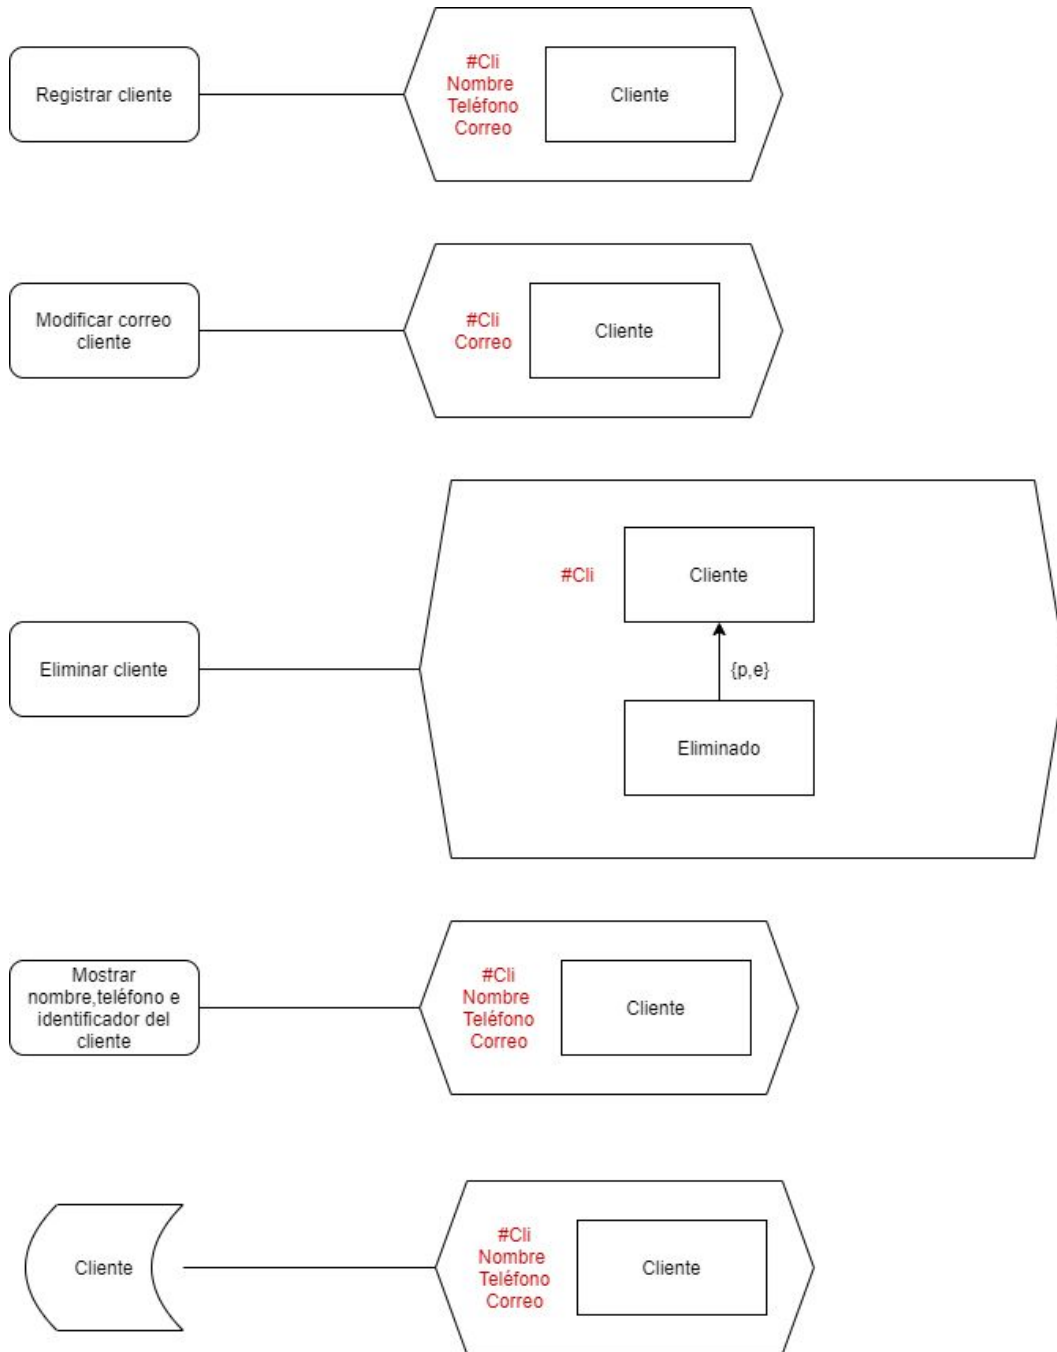 Registrar cliente
#Cli
Nombre
Teléfono
Correo
Cliente
Modificar correo
cliente
#Cli
Correo
Cliente
Eliminar cliente
#Cli
Cliente
{p,e}
Eliminado
Mostrar
nombre,teléfono e
identificador del
cliente
#Cli
Nombre
Teléfono
Correo
Cliente
Cliente
#Cli
Nombre
Teléfono
Correo
Cliente